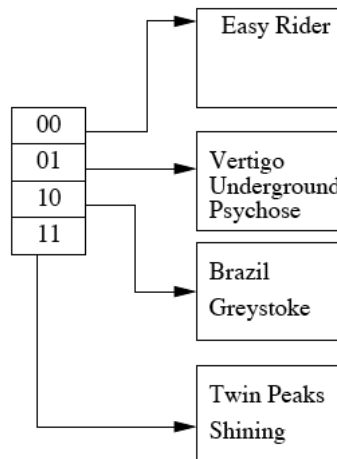 Easy Rider
00
01
10
11
Vertigo
Underground
Psychose
Brazil
Greystoke
Twin Peaks
Shining